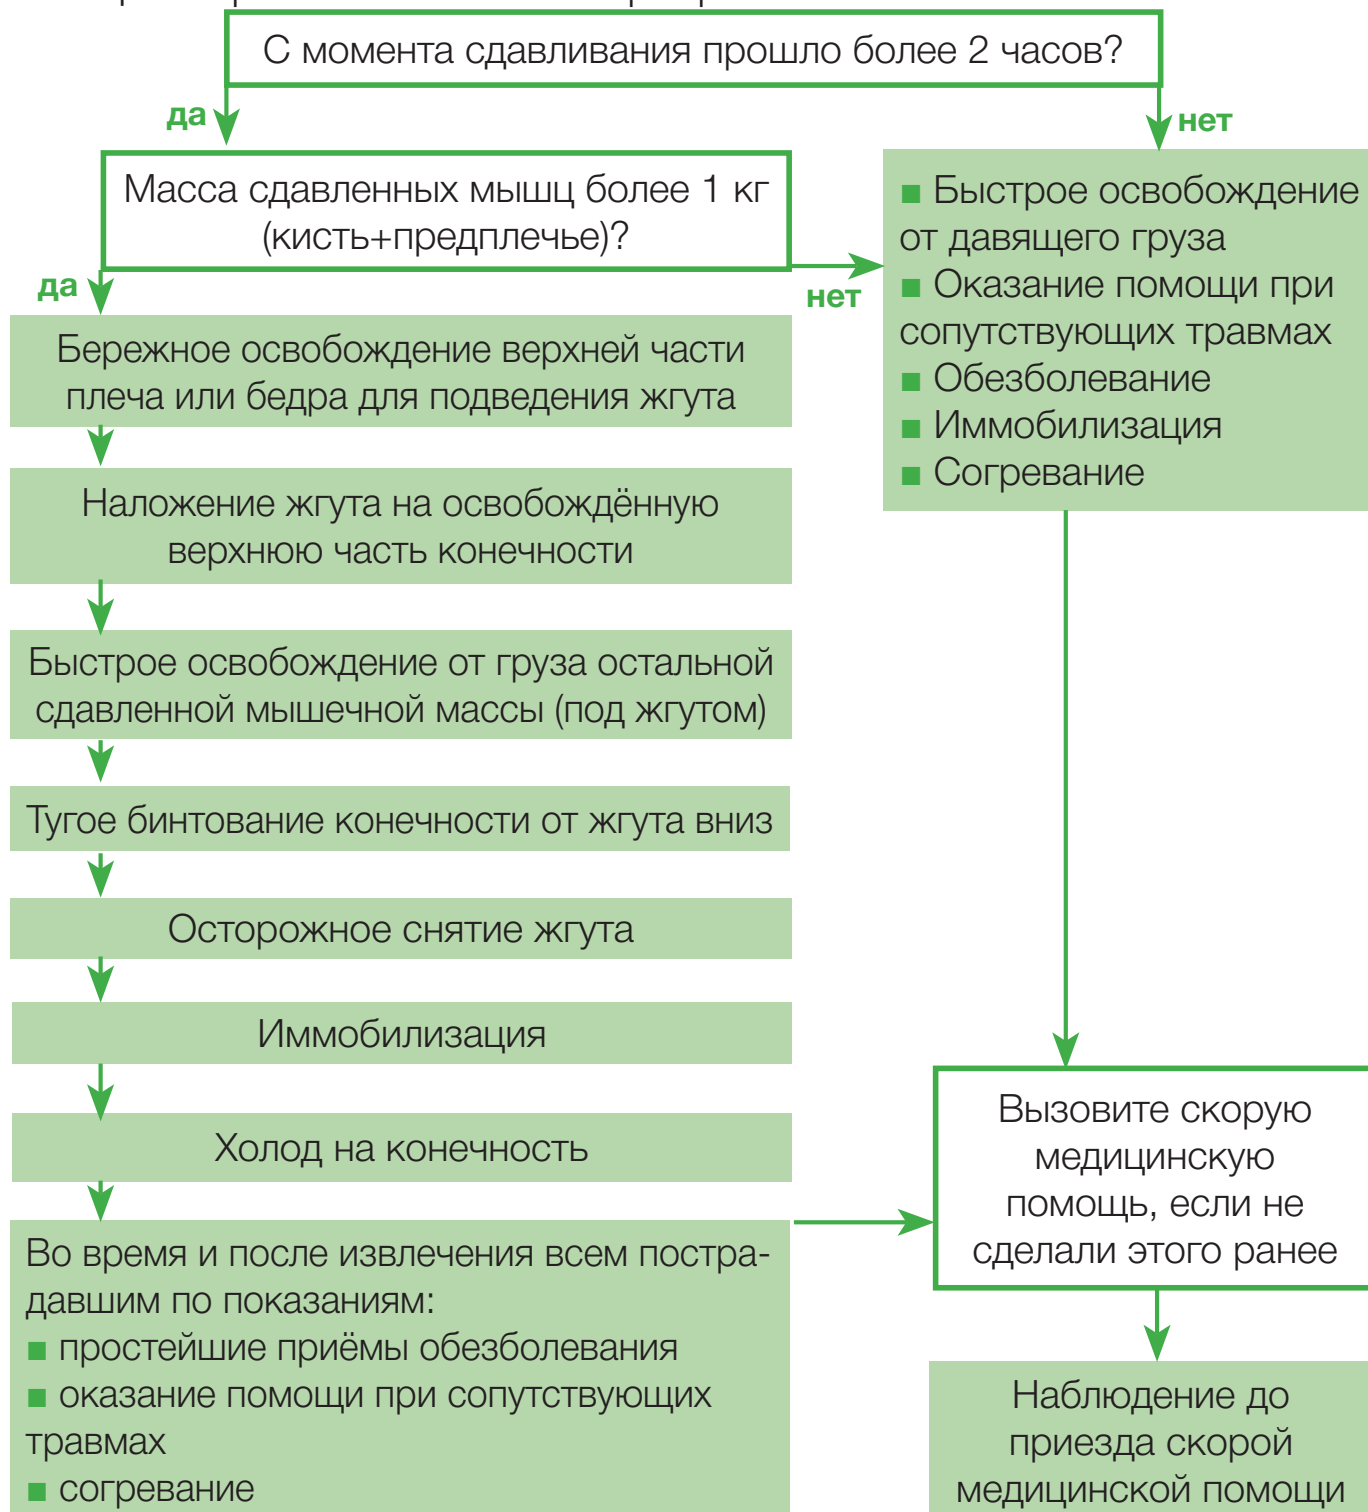 С момента сдавливания прошло более 2 часов?
да
нет
Масса сдавленных мышц более 1 кг
(кисть+предплечье)?
да
нет
■ Быстрое освобождение
от давящего груза
■ Оказание помощи при
сопутствующих травмах
■ Обезболевание
■ Иммобилизация
■ Согревание
Бережное освобождение верхней части
плеча или бедра для подведения жгута
Наложение жгута на освобождённую
верхнюю часть конечности
Быстрое освобождение от груза остальной
сдавленной мышечной массы (под жгутом)
Тугое бинтование конечности от жгута вниз
Осторожное снятие жгута
Иммобилизация
Холод на конечность
Во время и после извлечения всем постра-
давшим по показаниям:
■ простейшие приёмы обезболевания
■ оказание помощи при сопутствующих
травмах
■ согревание
Вызовите скорую
медицинскую
помощь, если не
сделали этого ранее
Наблюдение до
приезда скорой
медицинской помощи